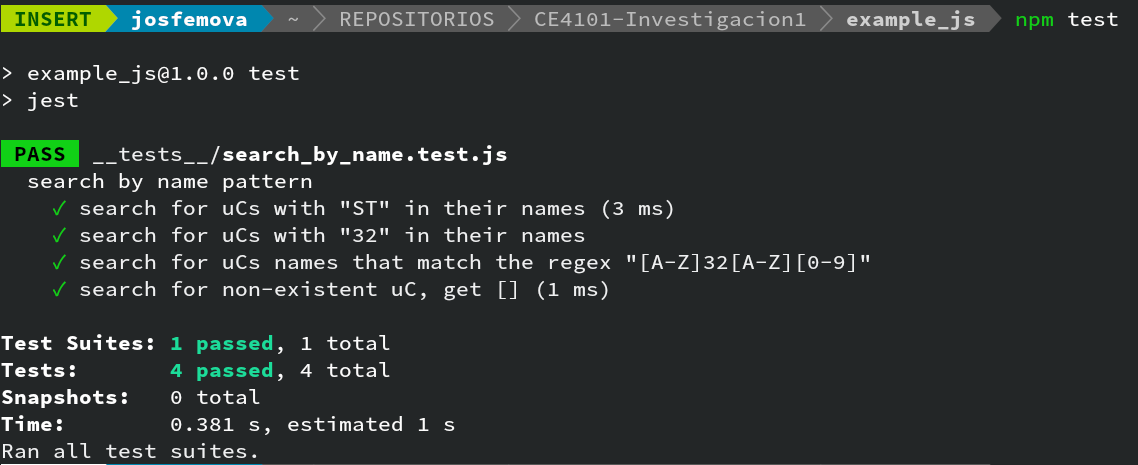 INSERT josfemova ~ REPOSITORIOS CE4101-Investigacion1 example_js npm test
> example_js@1.0.0 test
> jest
PASS __tests__/search_by_name.test.js
search by name pattern
✓ search for uCs with "ST" in their names (3 ms)
✓ search for uCs with "32" in their names
✓ search for uCs names that match the regex "[A-Z]32[A-Z][0-9]"
✓ search for non-existent uC, get [] (1 ms)
Test Suites: 1 passed, 1 total
Tests: 4 passed, 4 total
Snapshots: 0 total
Time: 0.381 s, estimated 1 s
Ran all test suites.